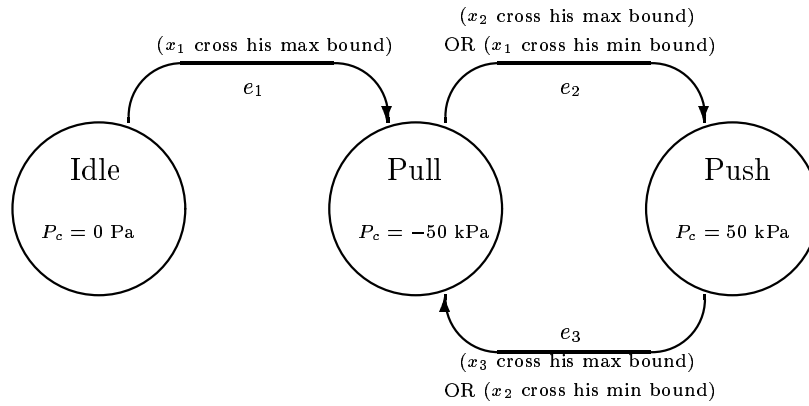 (x₂ cross his max bound)
(x₁ cross his max bound)
OR (x₁ cross his min bound)
e₁
e₂
Idle
Pull
Push
P_c = 0 Pa
P_c = −50 kPa
P_c = 50 kPa
e₃
(x₃ cross his max bound)
OR (x₂ cross his min bound)